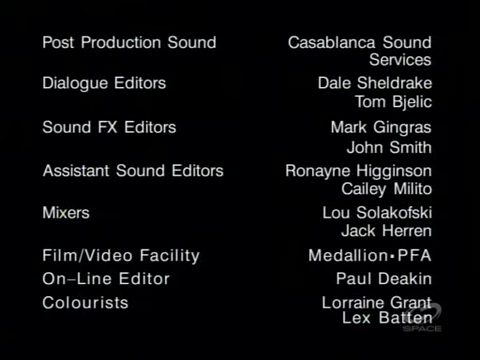 Post Production Sound Casablanca Sound
Services
Dialogue Editors Dale Sheldrake
Tom Bjelic
Sound FX Editors Mark Gingras
John Smith
Assistant Sound Editors Ronayne Higginson
Cailey Milito
Mixers Lou Solakofski
Jack Herren
Film/Video Facility Medallion•PFA
On–Line Editor Paul Deakin
Colourists Lorraine Grant
Lex Batten
SPACE